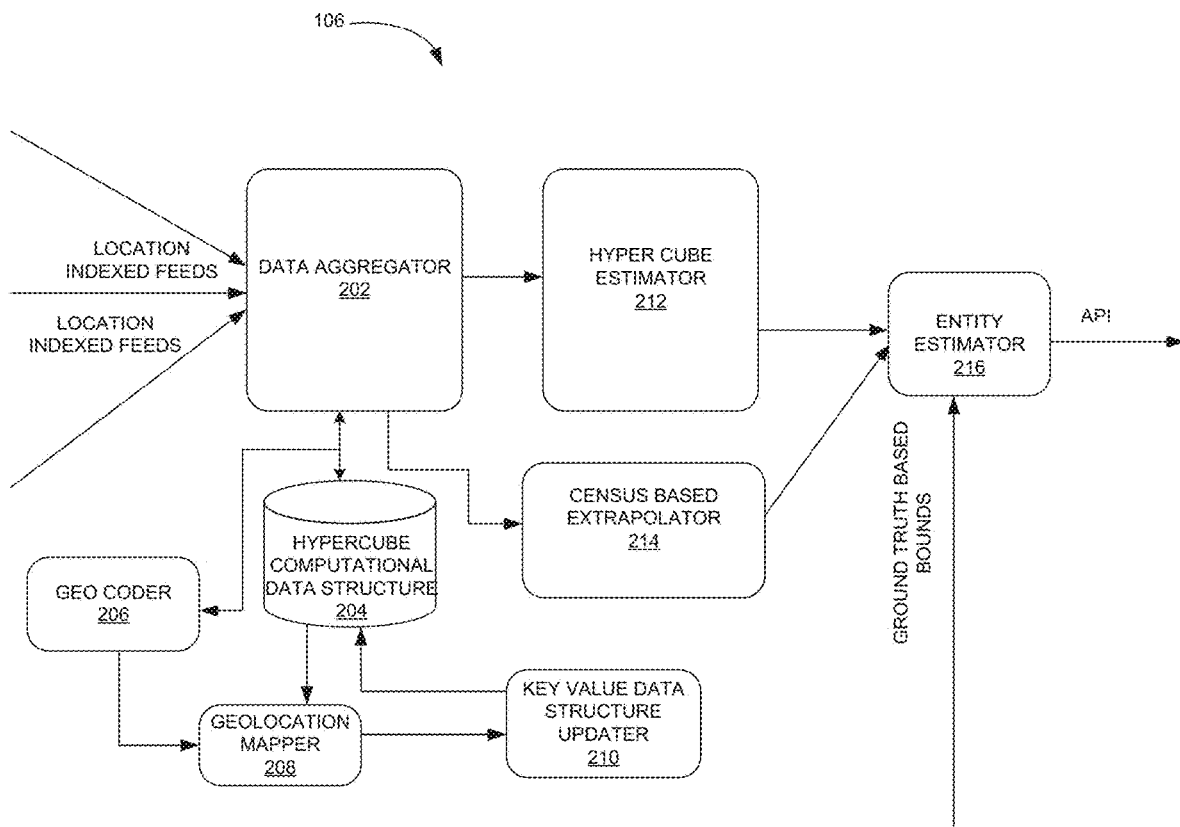 106
LOCATION
INDEXED FEEDS
LOCATION
INDEXED FEEDS
DATA AGGREGATOR
202
HYPER CUBE
ESTIMATOR
212
ENTITY
ESTIMATOR
216
API
CENSUS BASED
EXTRAPOLATOR
214
GROUND TRUTH BASED
BOUNDS
HYPERCUBE
COMPUTATIONAL
DATA STRUCTURE
204
GEO CODER
206
GEOLOCATION
MAPPER
208
KEY VALUE DATA
STRUCTURE
UPDATER
210